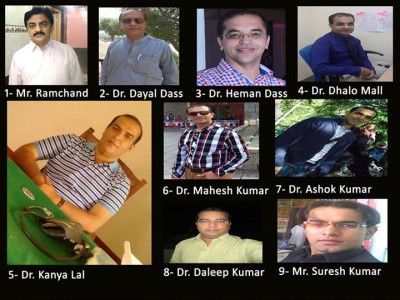 1- Mr. Ramchand
2- Dr. Dayal Dass
3- Dr. Heman Dass
4- Dr. Dhalo Mall
5- Dr. Kanya Lal
6- Dr. Mahesh Kumar
7- Dr. Ashok Kumar
8- Dr. Daleep Kumar
9- Mr. Suresh Kumar